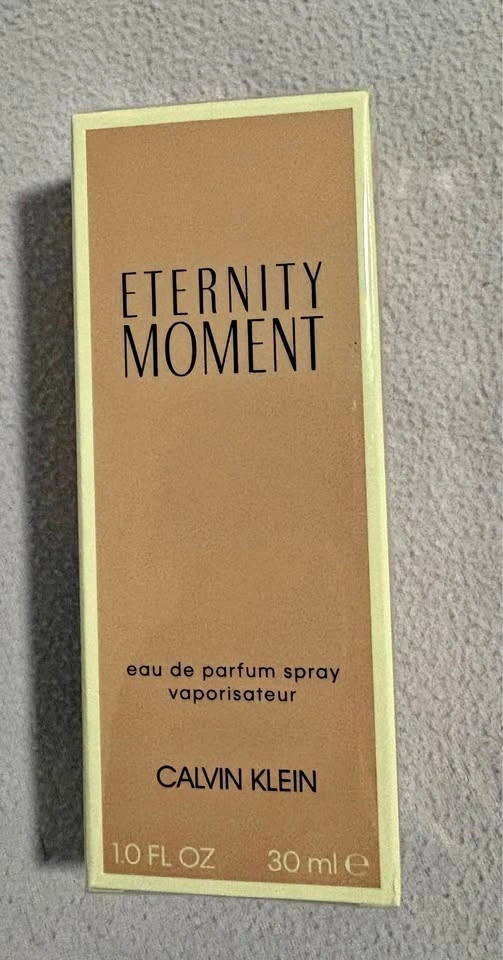 ETERNITY
MOMENT
eau de parfum spray
vaporisateur
CALVIN KLEIN
1.0 FL OZ 30 ml ℮